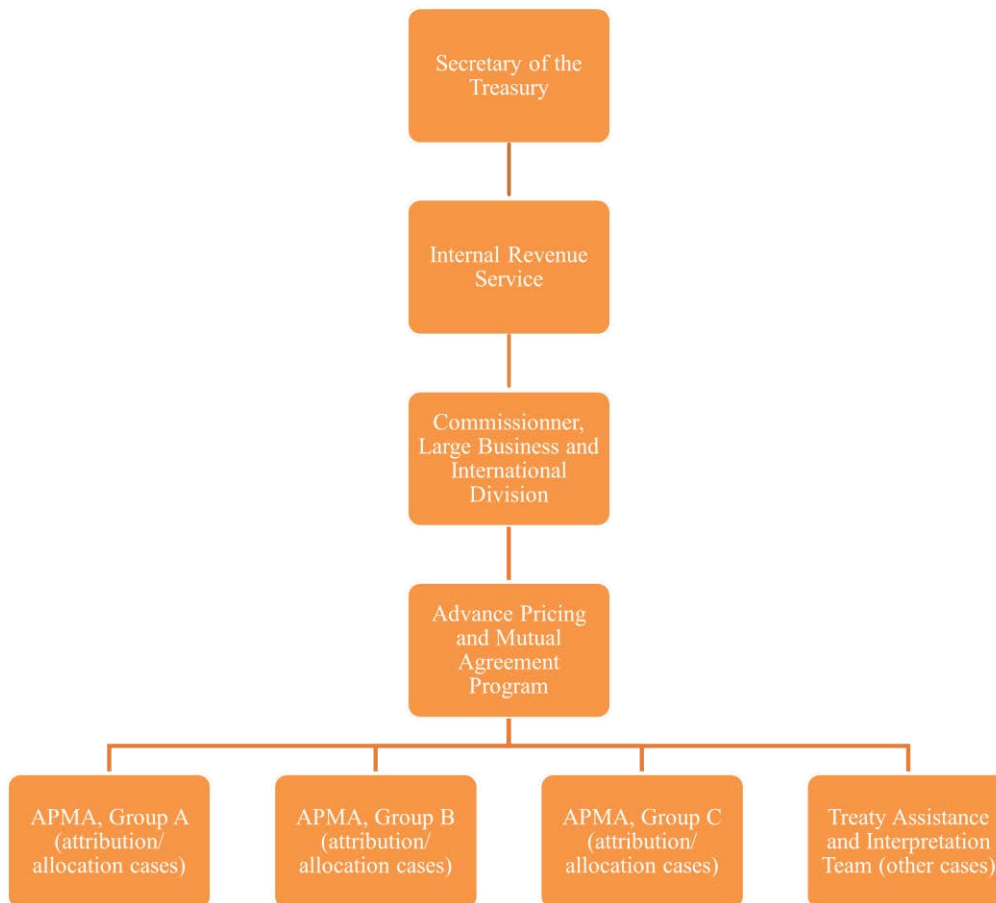 Secretary of the
Treasury
Internal Revenue
Service
Commissionner,
Large Business and
International
Division
Advance Pricing
and Mutual
Agreement
Program
APMA, Group A
(attribution/
allocation cases)
APMA, Group B
(attribution/
allocation cases)
APMA, Group C
(attribution/
allocation cases)
Treaty Assistance
and Interpretation
Team (other cases)